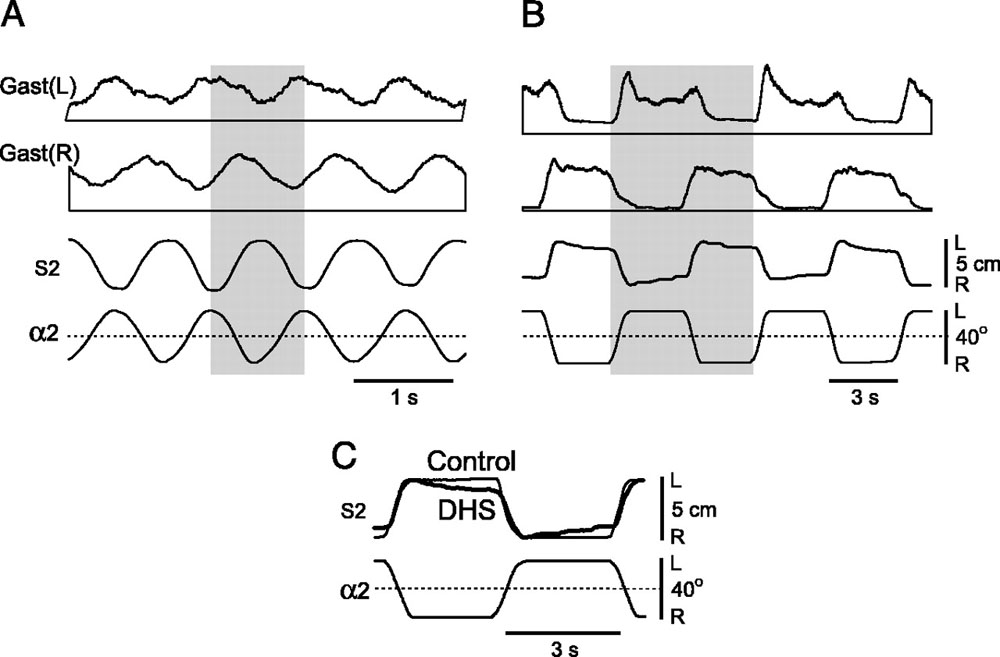 A
B
Gast(L)
Gast(R)
S2
L
5 cm
R
α2
L
40°
R
1 s
3 s
C
Control
DHS
S2
L
5 cm
R
α2
L
40°
R
3 s